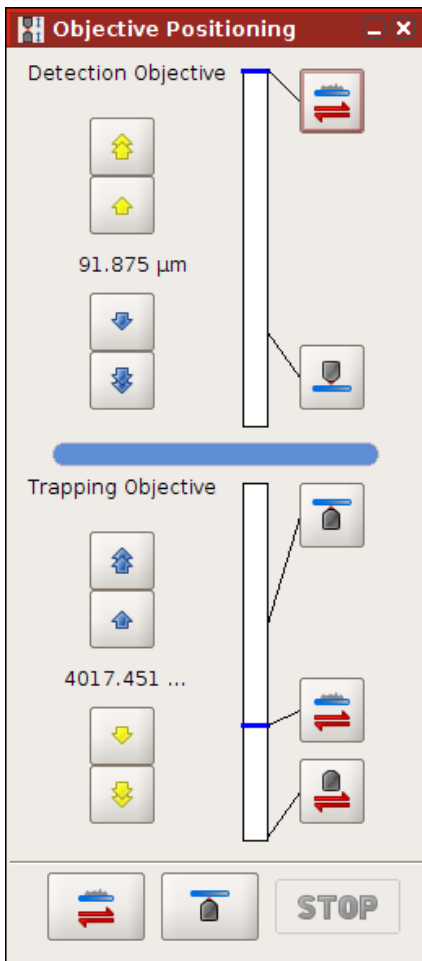 Objective Positioning
Detection Objective
91.875 µm
Trapping Objective
4017.451 ...
STOP